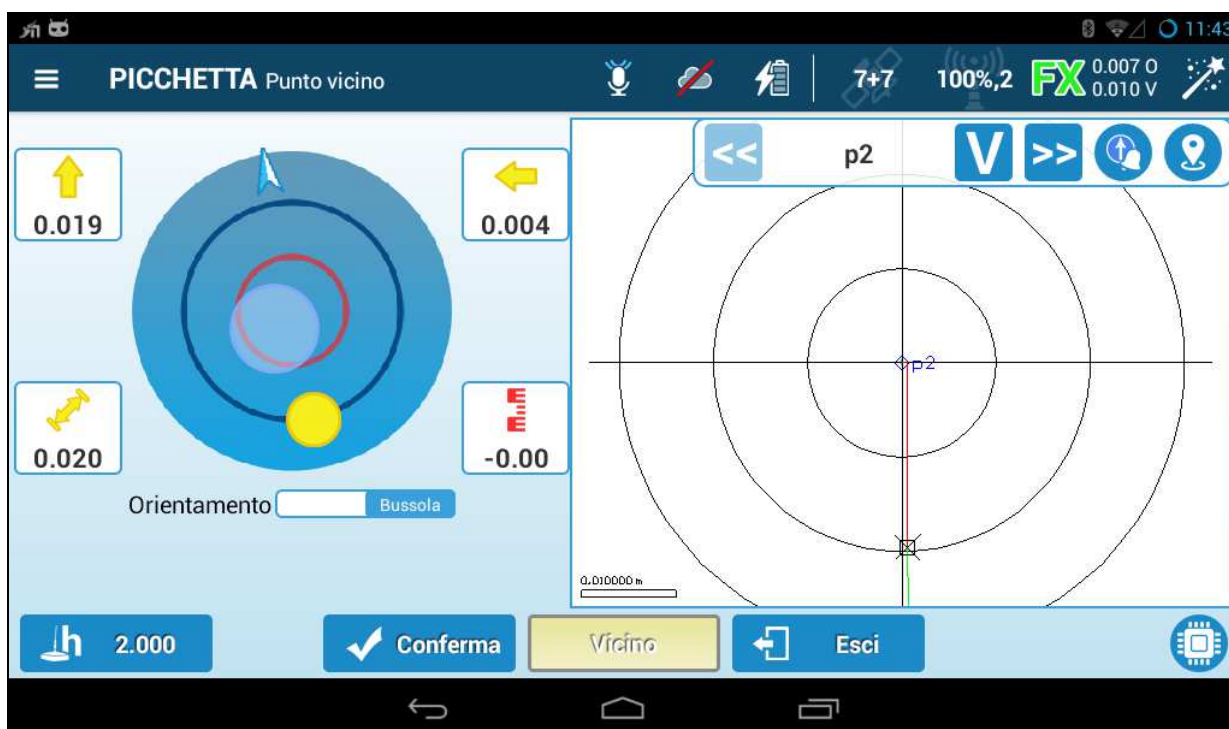 11:43
PICCHETTA Punto vicino
7+7
100%,2
FX
0.007 O
0.010 V
<<
p2
V
>>
0.019
0.004
p2
0.020
-0.00
Orientamento
Bussola
0.010000 m
h
2.000
Conferma
Vicino
Esci